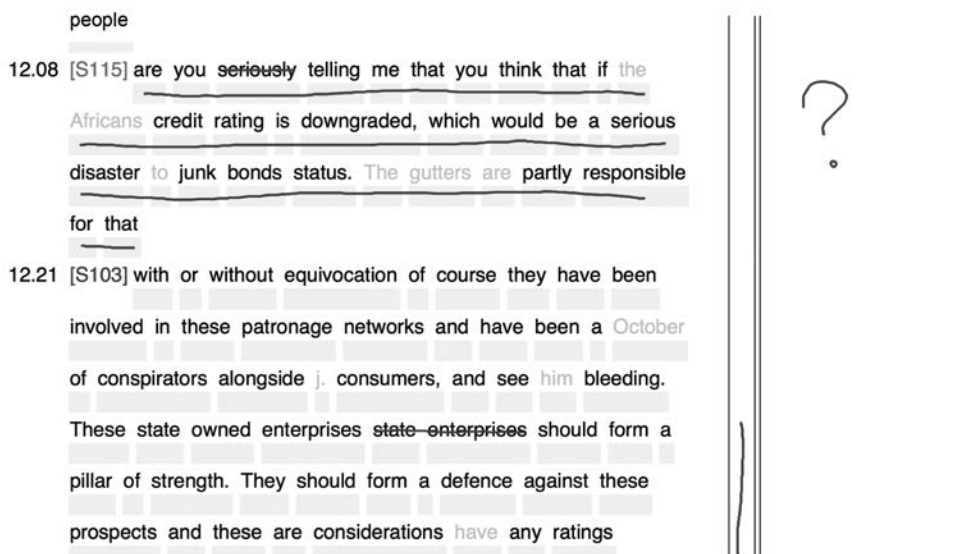 people
12.08 [S115] are you seriously telling me that you think that if the
Africans credit rating is downgraded, which would be a serious
disaster to junk bonds status. The gutters are partly responsible
for that
12.21 [S103] with or without equivocation of course they have been
involved in these patronage networks and have been a October
of conspirators alongside j. consumers, and see him bleeding.
These state owned enterprises state enterprises should form a
pillar of strength. They should form a defence against these
prospects and these are considerations have any ratings
?